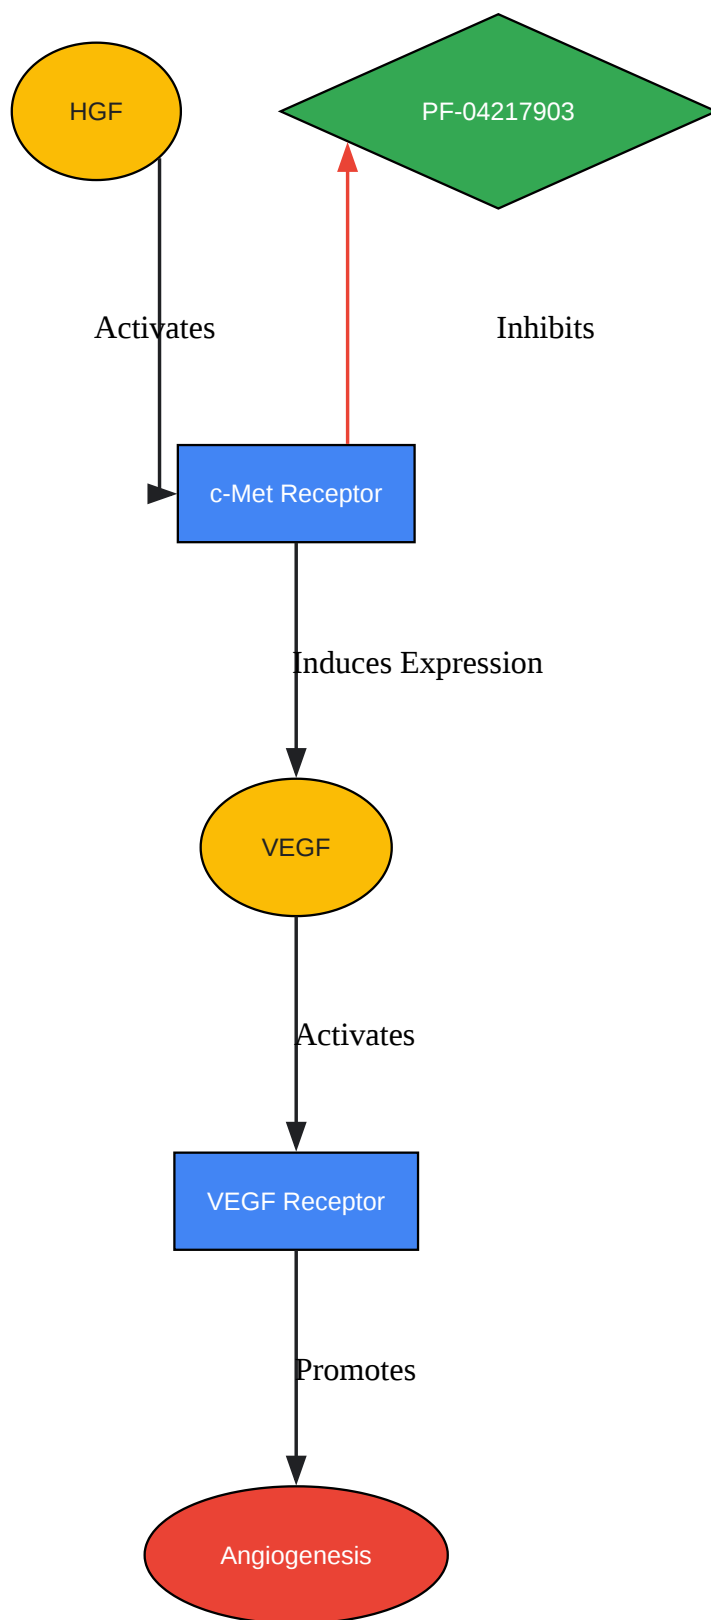 HGF
PF-04217903
Activates
Inhibits
c-Met Receptor
Induces Expression
VEGF
Activates
VEGF Receptor
Promotes
Angiogenesis